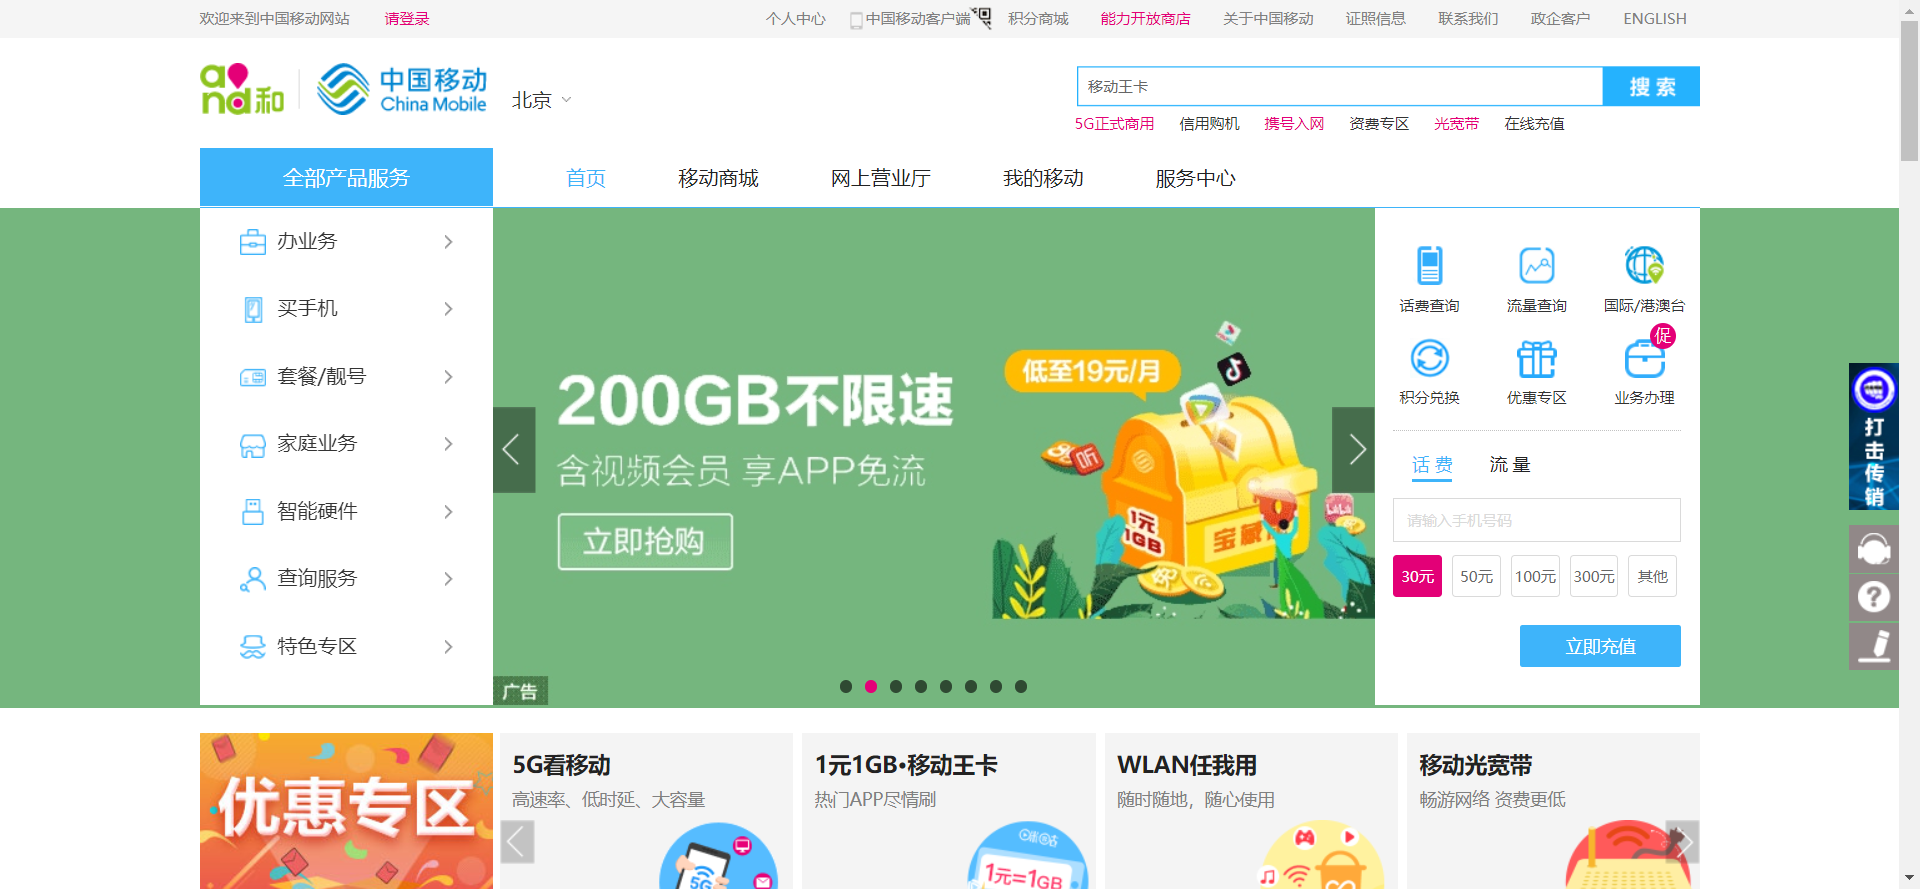 欢迎来到中国移动网站 请登录 个人中心 中国移动客户端 积分商城 能力开放商店 关于中国移动 证照信息 联系我们 政企客户 ENGLISH
and和 中国移动 China Mobile 北京 移动王卡 搜索
5G正式商用 信用购机 携号入网 资费专区 光宽带 在线充值
全部产品服务 首页 移动商城 网上营业厅 我的移动 服务中心
办业务
买手机
套餐/靓号
家庭业务
智能硬件
查询服务
特色专区
低至19元/月
200GB不限速
含视频会员 享APP免流
立即抢购
听
1元
1GB
宝藏
广告
话费查询 流量查询 国际/港澳台
促
积分兑换 优惠专区 业务办理
话费 流量
请输入手机号码
30元 50元 100元 300元 其他
立即充值
打击传销
优惠专区
5G看移动
高速率、低时延、大容量
5G
1元1GB•移动王卡
热门APP尽情刷
咪咕
1元=1GB
WLAN任我用
随时随地，随心使用
移动光宽带
畅游网络 资费更低